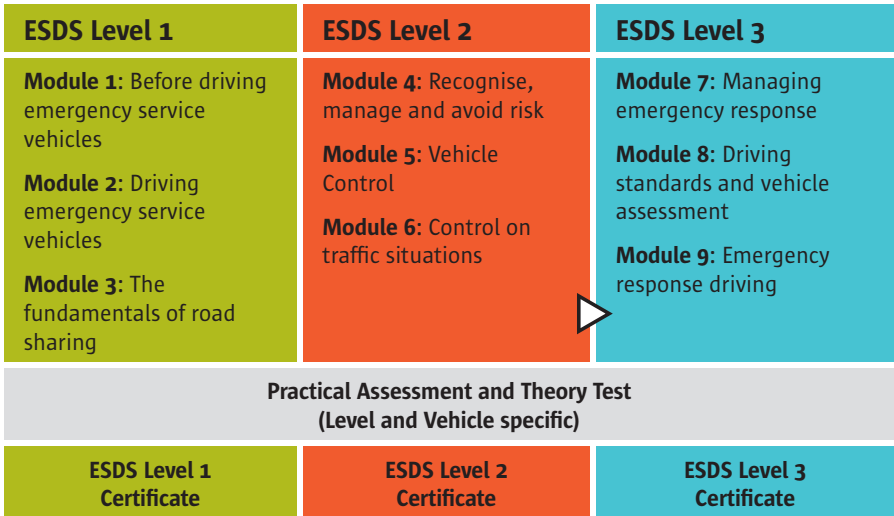 ESDS Level 1
Module 1: Before driving
emergency service
vehicles
Module 2: Driving
emergency service
vehicles
Module 3: The
fundamentals of road
sharing
ESDS Level 2
Module 4: Recognise,
manage and avoid risk
Module 5: Vehicle
Control
Module 6: Control on
traffic situations
ESDS Level 3
Module 7: Managing
emergency response
Module 8: Driving
standards and vehicle
assessment
Module 9: Emergency
response driving
Practical Assessment and Theory Test
(Level and Vehicle specific)
ESDS Level 1
Certificate
ESDS Level 2
Certificate
ESDS Level 3
Certificate